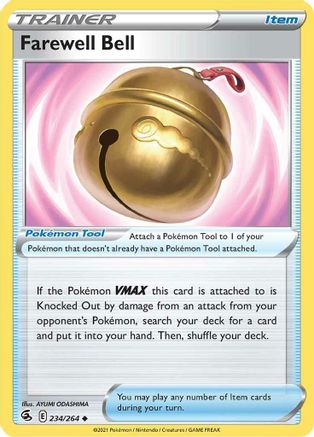 TRAINER Item
Farewell Bell
Pokémon Tool Attach a Pokémon Tool to 1 of your
Pokémon that doesn't already have a Pokémon Tool attached.
If the Pokémon VMAX this card is attached to is
Knocked Out by damage from an attack from your
opponent's Pokémon, search your deck for a card
and put it into your hand. Then, shuffle your deck.
Illus. AYUMI ODASHIMA
E 234/264
You may play any number of Item cards
during your turn.
©2021 Pokémon / Nintendo / Creatures / GAME FREAK